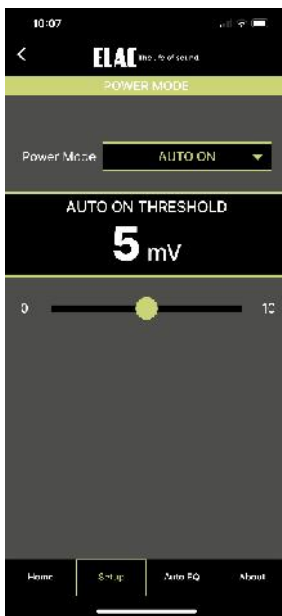 10:07
ELAC The life of sound.
POWER MODE
Power Mode AUTO ON
AUTO ON THRESHOLD
5 mV
0 10
Home Setup Auto EQ About